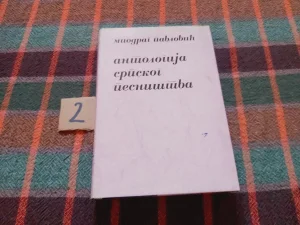 миодраг павловић
антологија
српског
песништва
2